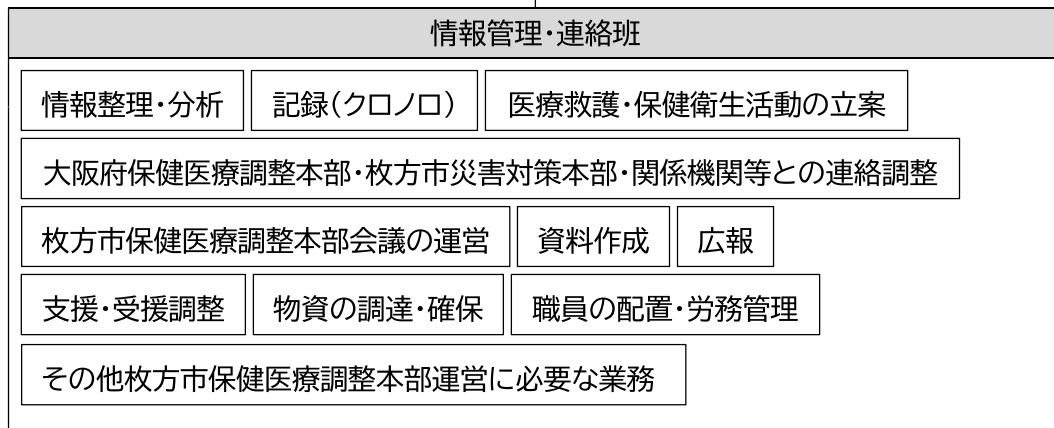 情報管理・連絡班
情報整理・分析 記録(クロノロ) 医療救護・保健衛生活動の立案
大阪府保健医療調整本部・枚方市災害対策本部・関係機関等との連絡調整
枚方市保健医療調整本部会議の運営 資料作成 広報
支援・受援調整 物資の調達・確保 職員の配置・労務管理
その他枚方市保健医療調整本部運営に必要な業務